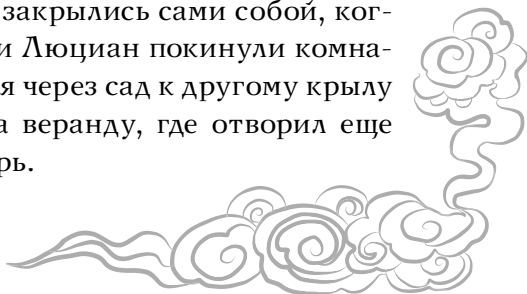 закрылись сами собой, ког-
и Люциан покинули комна-
я через сад к другому крылу
а веранду, где отворил еще
рь.